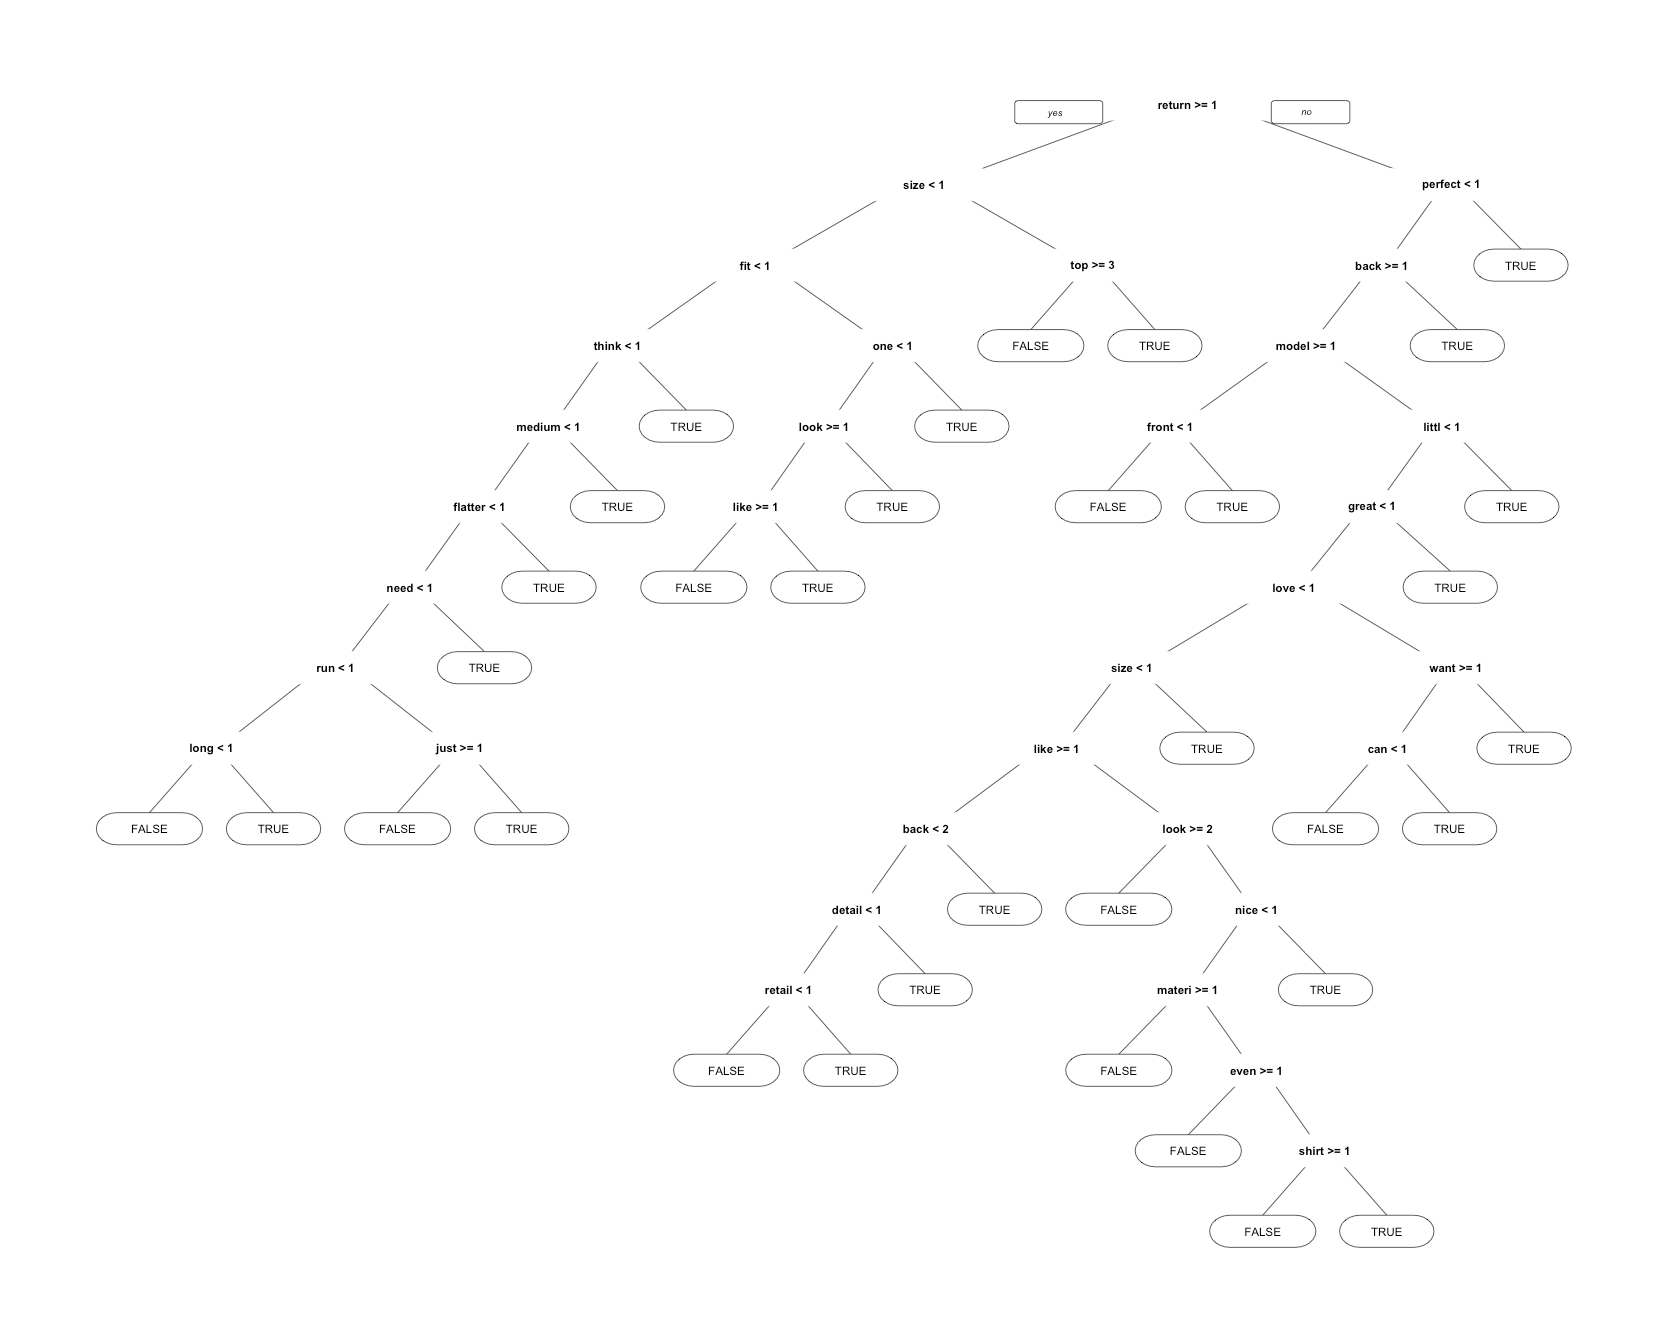 return >= 1
yes
no
size < 1
perfect < 1
fit < 1
top >= 3
back >= 1
TRUE
think < 1
one < 1
FALSE
TRUE
model >= 1
TRUE
medium < 1
TRUE
look >= 1
TRUE
front < 1
littl < 1
flatter < 1
TRUE
like >= 1
TRUE
FALSE
TRUE
great < 1
TRUE
need < 1
TRUE
FALSE
TRUE
love < 1
TRUE
run < 1
TRUE
size < 1
want >= 1
long < 1
just >= 1
like >= 1
TRUE
can < 1
TRUE
FALSE
TRUE
FALSE
TRUE
back < 2
look >= 2
FALSE
TRUE
detail < 1
TRUE
FALSE
nice < 1
retail < 1
TRUE
materi >= 1
TRUE
FALSE
TRUE
FALSE
even >= 1
FALSE
shirt >= 1
FALSE
TRUE